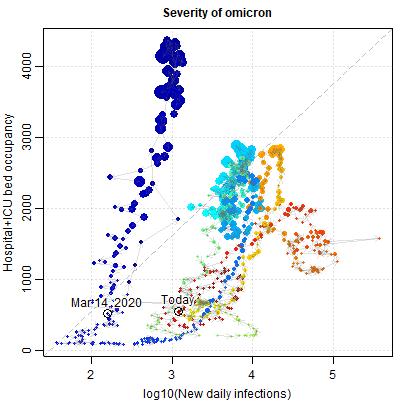 Severity of omicron
Hospital+ICU bed occupancy
4000
3000
2000
1000
0
Mar 14, 2020
Today
2
3
4
5
log10(New daily infections)